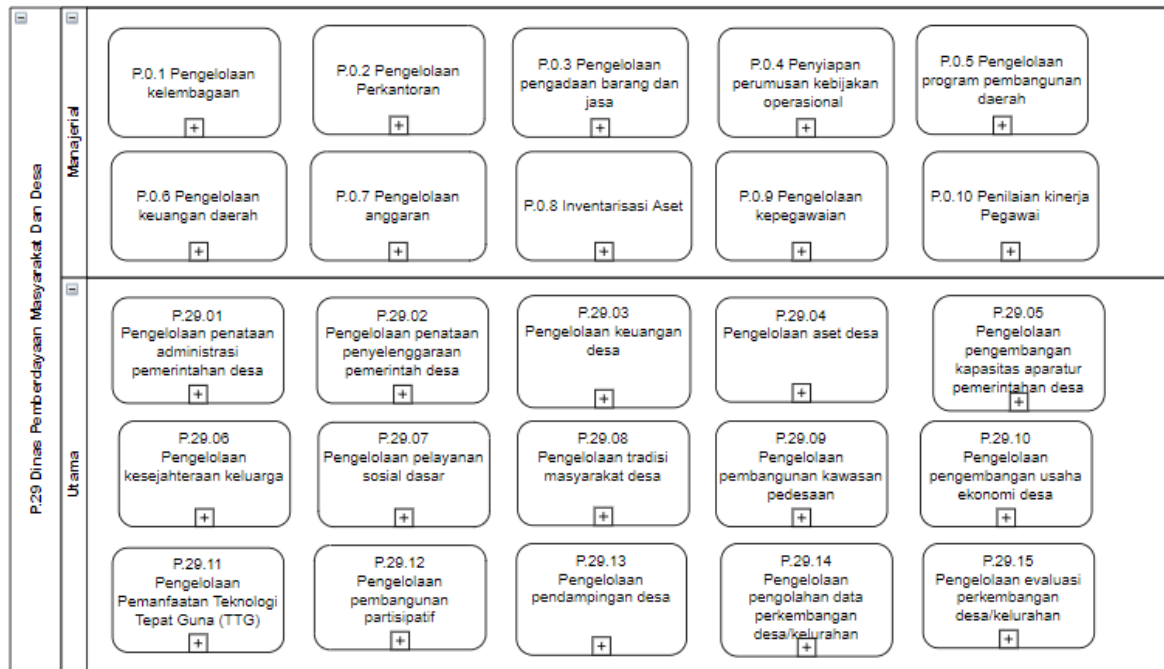 P.29 Dinas Pemberdayaan Masyarakat Dan Desa
Manajerial
P.0.1 Pengelolaan
kelembagaan
P.0.2 Pengelolaan
Perkantoran
P.0.3 Pengelolaan
pengadaan barang dan
jasa
P.0.4 Penyiapan
perumusan kebijakan
operasional
P.0.5 Pengelolaan
program pembangunan
daerah
P.0.6 Pengelolaan
keuangan daerah
P.0.7 Pengelolaan
anggaran
P.0.8 Inventarisasi Aset
P.0.9 Pengelolaan
kepegawaian
P.0.10 Penilaian kinerja
Pegawai
Utama
P.29.01
Pengelolaan penataan
administrasi
pemerintahan desa
P.29.02
Pengelolaan penataan
penyelenggaraan
pemerintah desa
P.29.03
Pengelolaan keuangan
desa
P.29.04
Pengelolaan aset desa
P.29.05
Pengelolaan
pengembangan
kapasitas aparatur
pemerintahan desa
P.29.06
Pengelolaan
kesejahteraan keluarga
P.29.07
Pengelolaan pelayanan
sosial dasar
P.29.08
Pengelolaan tradisi
masyarakat desa
P.29.09
Pengelolaan
pembangunan kawasan
pedesaan
P.29.10
Pengelolaan
pengembangan usaha
ekonomi desa
P.29.11
Pengelolaan
Pemanfaatan Teknologi
Tepat Guna (TTG)
P.29.12
Pengelolaan
pembangunan
partisipatif
P.29.13
Pengelolaan
pendampingan desa
P.29.14
Pengelolaan
pengolahan data
perkembangan
desa/kelurahan
P.29.15
Pengelolaan evaluasi
perkembangan
desa/kelurahan